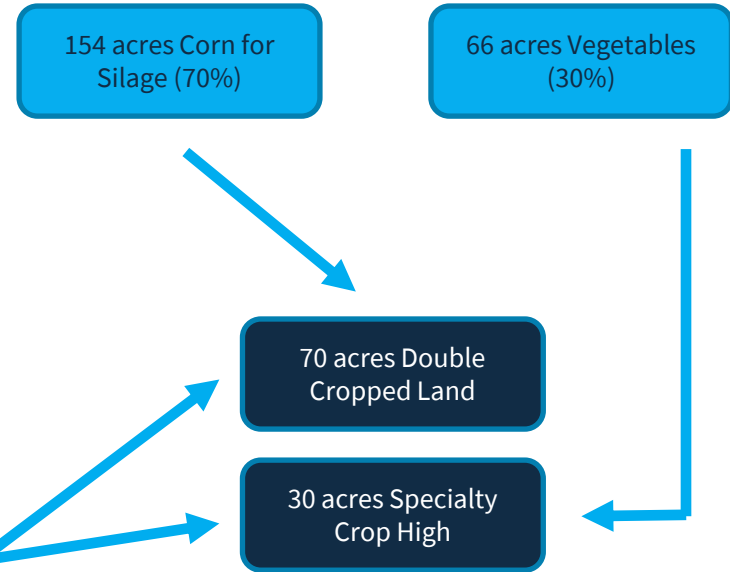 154 acres Corn for
Silage (70%)
66 acres Vegetables
(30%)
70 acres Double
Cropped Land
30 acres Specialty
Crop High